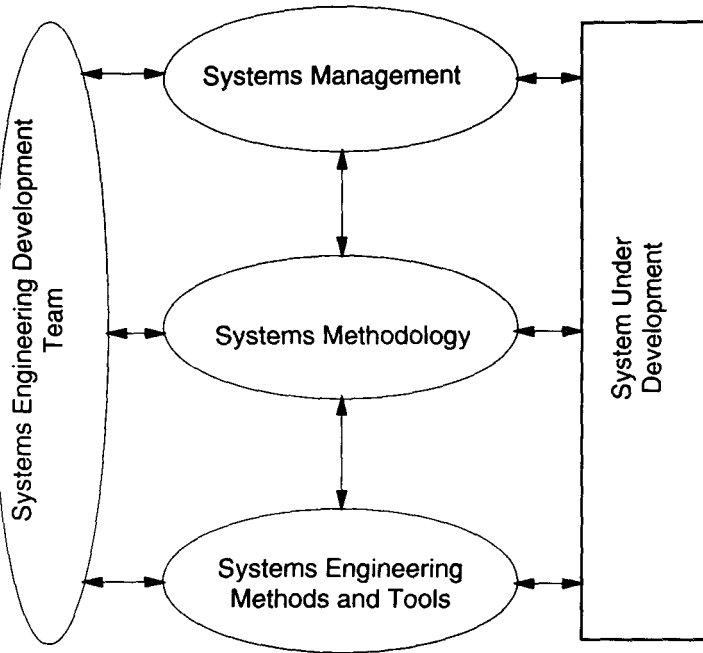 Systems Engineering Development
Team
Systems Management
Systems Methodology
Systems Engineering
Methods and Tools
System Under
Development